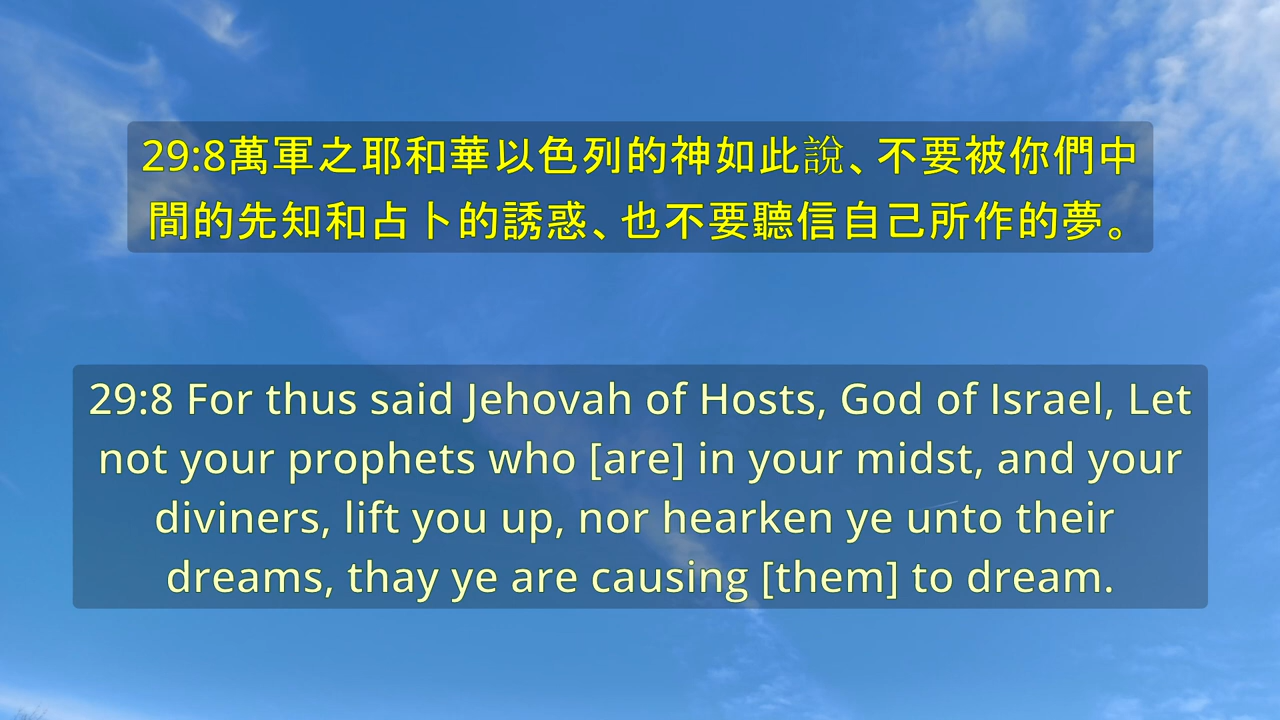 29:8萬軍之耶和華以色列的神如此說、不要被你們中
間的先知和占卜的誘惑、也不要聽信自己所作的夢。
29:8 For thus said Jehovah of Hosts, God of Israel, Let
not your prophets who [are] in your midst, and your
diviners, lift you up, nor hearken ye unto their
dreams, thay ye are causing [them] to dream.